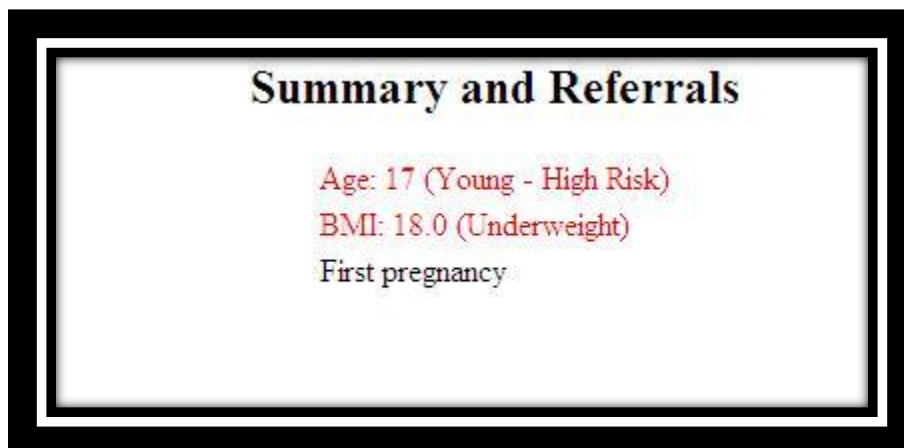 Summary and Referrals
Age: 17 (Young - High Risk)
BMI: 18.0 (Underweight)
First pregnancy